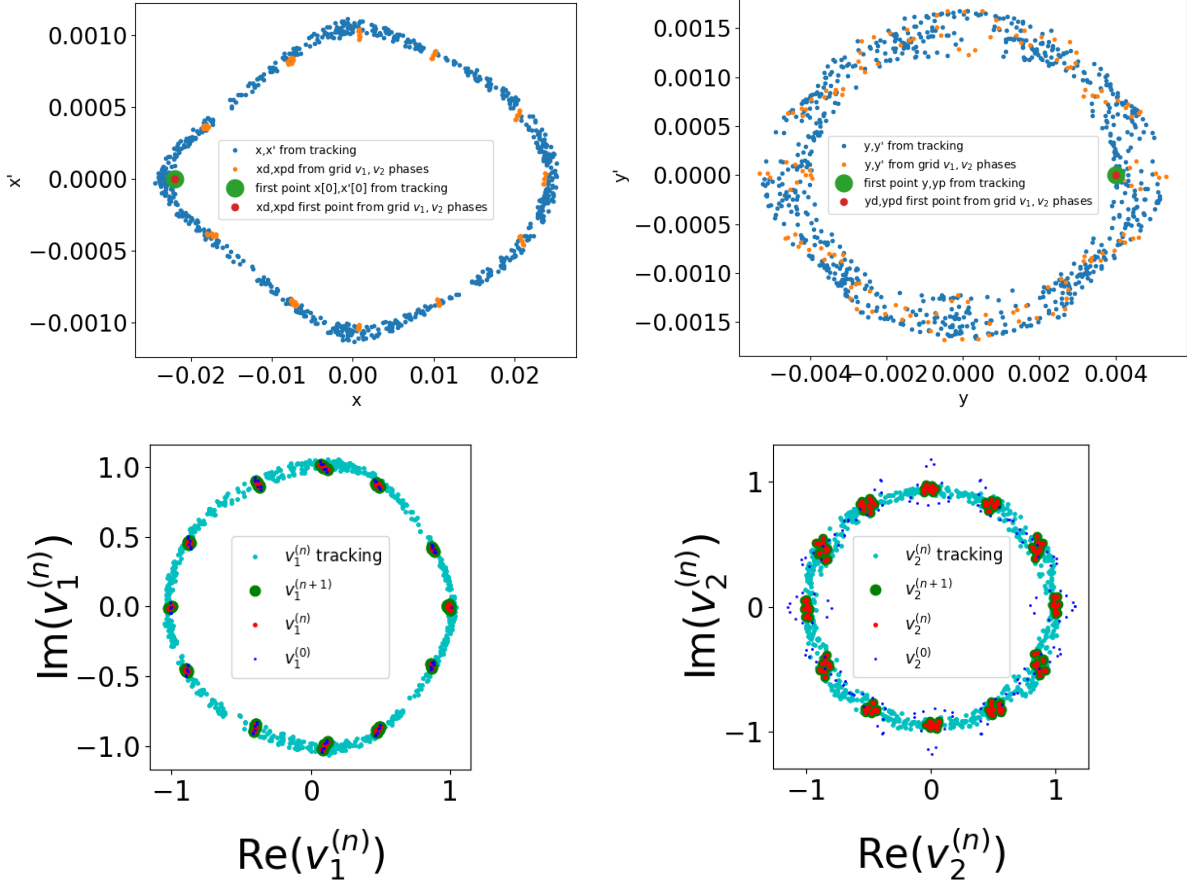 0.0010
0.0005
0.0000
−0.0005
−0.0010
x'
x,x' from tracking
xd,xpd from grid v₁, v₂ phases
first point x[0],x'[0] from tracking
xd,xpd first point from grid v₁, v₂ phases
−0.02 −0.01 0.00 0.01 0.02
x
0.0015
0.0010
0.0005
0.0000
−0.0005
−0.0010
−0.0015
y'
y,y' from tracking
y,y' from grid v₁, v₂ phases
first point y,yp from tracking
yd,ypd first point from grid v₁, v₂ phases
−0.004 −0.002 0.000 0.002 0.004
y
1.0
0.5
0.0
−0.5
−1.0
Im(v₁⁽ⁿ⁾)
v₁⁽ⁿ⁾ tracking
v₁⁽ⁿ⁺¹⁾
v₁⁽ⁿ⁾
v₁⁽⁰⁾
−1 0 1
Re(v₁⁽ⁿ⁾)
1
0
−1
Im(v₂⁽ⁿ⁾)
v₂⁽ⁿ⁾ tracking
v₂⁽ⁿ⁺¹⁾
v₂⁽ⁿ⁾
v₂⁽⁰⁾
−1 0 1
Re(v₂⁽ⁿ⁾)